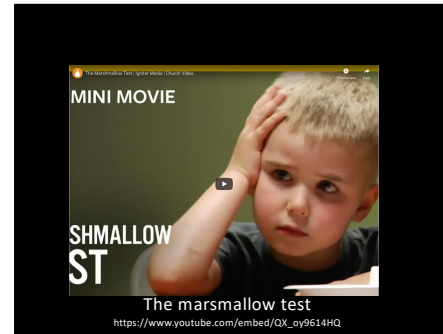 The Marshmallow Test | Igniter Media | Church Video
MINI MOVIE
SHMALLOW
ST
The marsmallow test
https://www.youtube.com/embed/QX_oy9614HQ